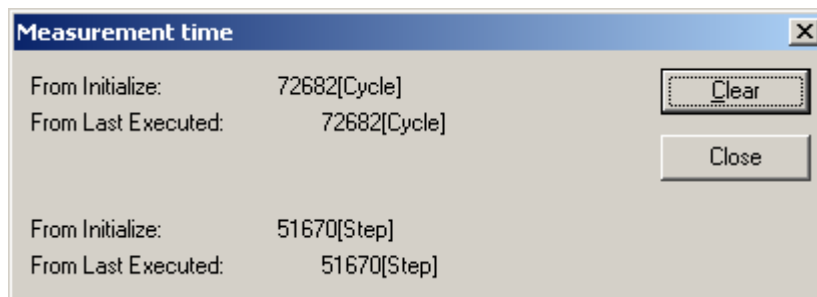 Measurement time
From Initialize: 72682[Cycle] Clear
From Last Executed: 72682[Cycle]
Close
From Initialize: 51670[Step]
From Last Executed: 51670[Step]